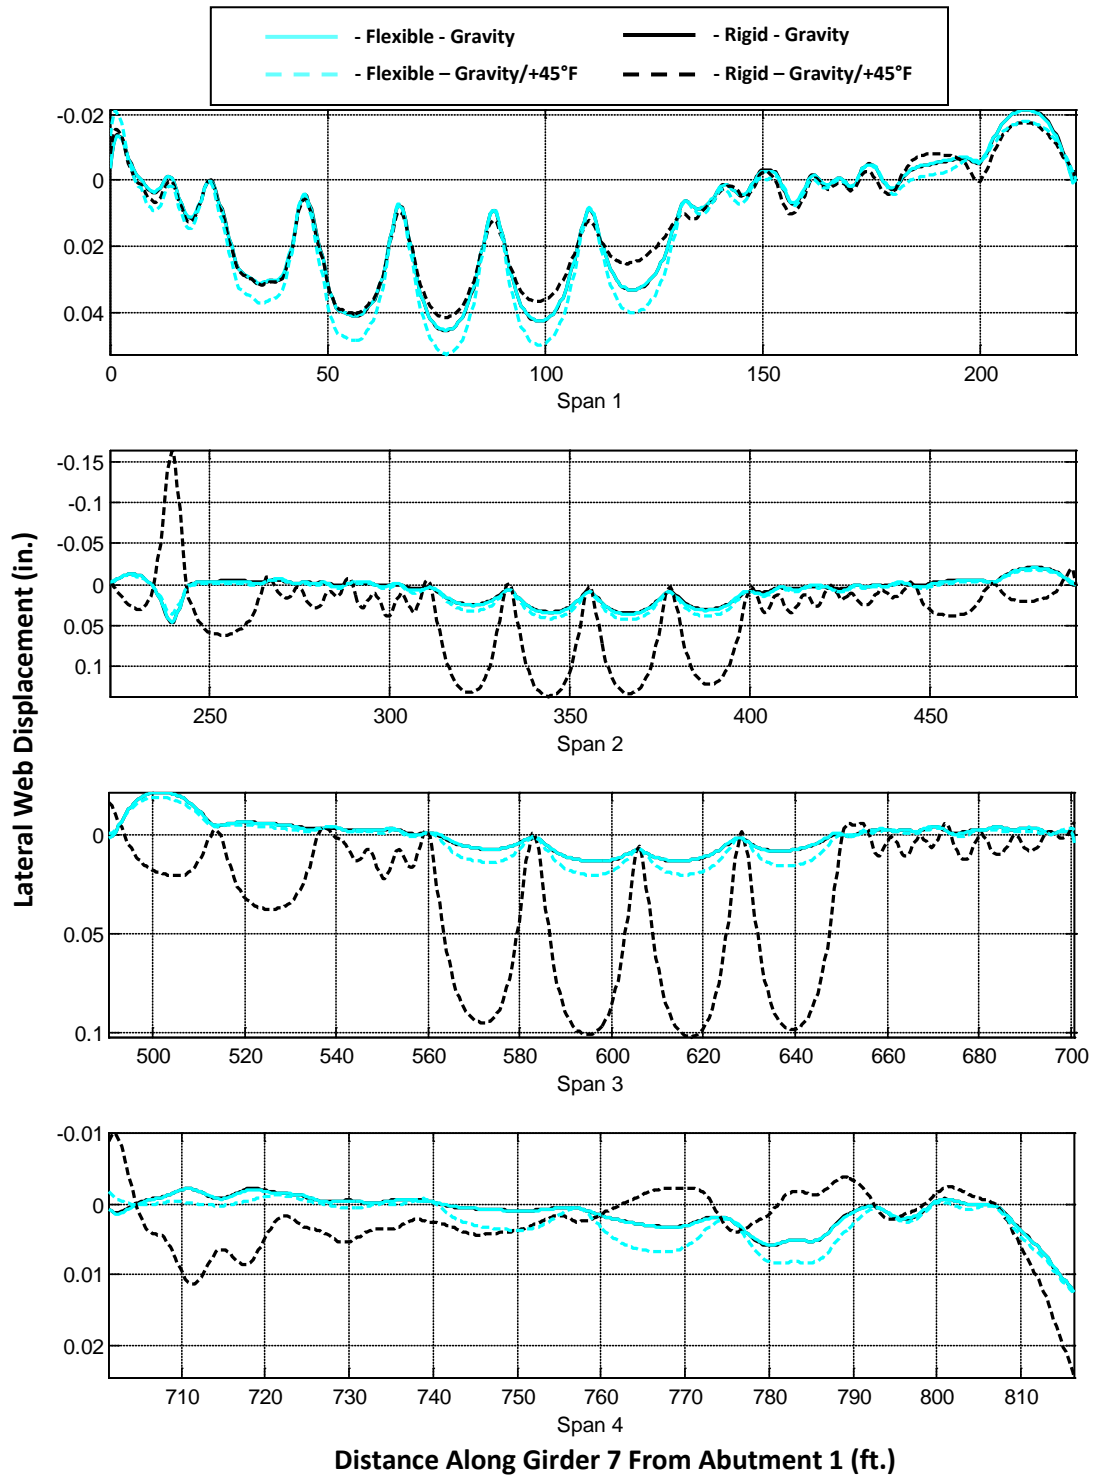 - Flexible - Gravity
- Rigid - Gravity
- Flexible – Gravity/+45°F
- Rigid – Gravity/+45°F
Lateral Web Displacement (in.)
-0.02
0
0.02
0.04
0 50 100 150 200
Span 1
-0.15
-0.1
-0.05
0
0.05
0.1
250 300 350 400 450
Span 2
0
0.05
0.1
500 520 540 560 580 600 620 640 660 680 700
Span 3
-0.01
0
0.01
0.02
710 720 730 740 750 760 770 780 790 800 810
Span 4
Distance Along Girder 7 From Abutment 1 (ft.)